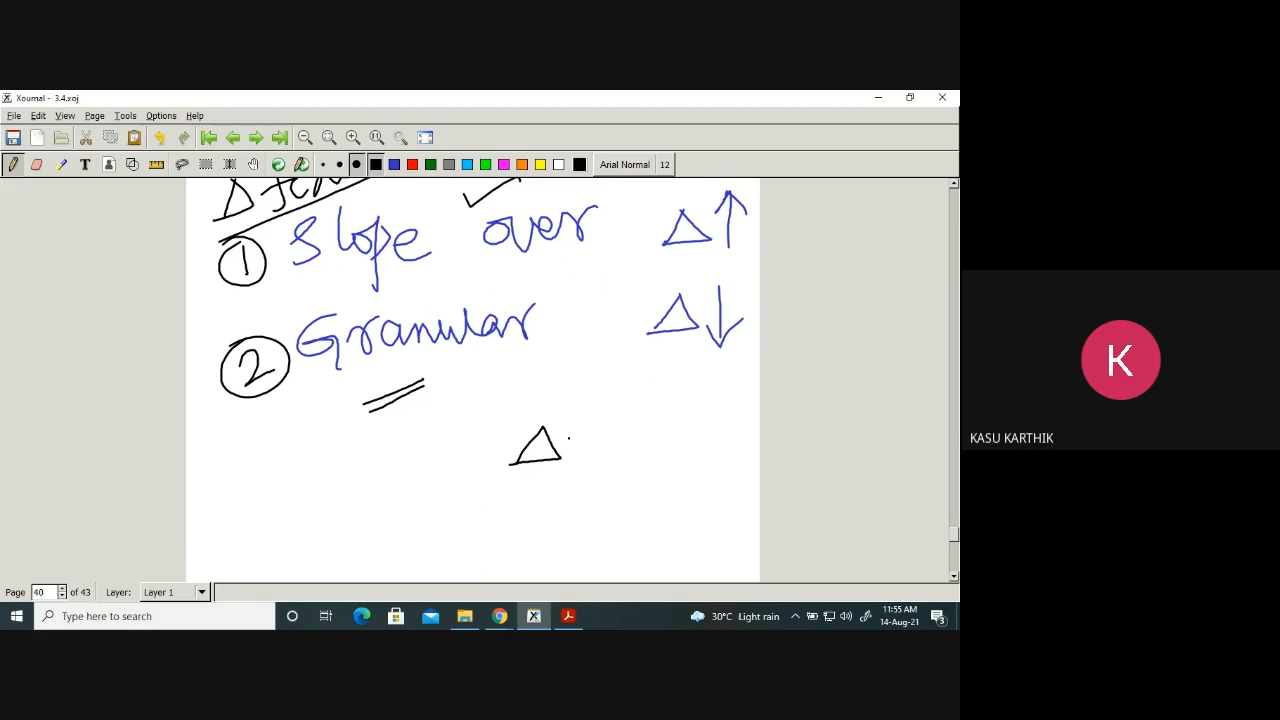 Xournal - 3.4.xoj
File Edit View Page Tools Options Help
Arial Normal 12
Δ
① Slope over Δ↑
② Granular Δ↓
Δ
K
KASU KARTHIK
Page 40 of 43 Layer: Layer 1
Type here to search
30°C Light rain
11:55 AM
14-Aug-21
3